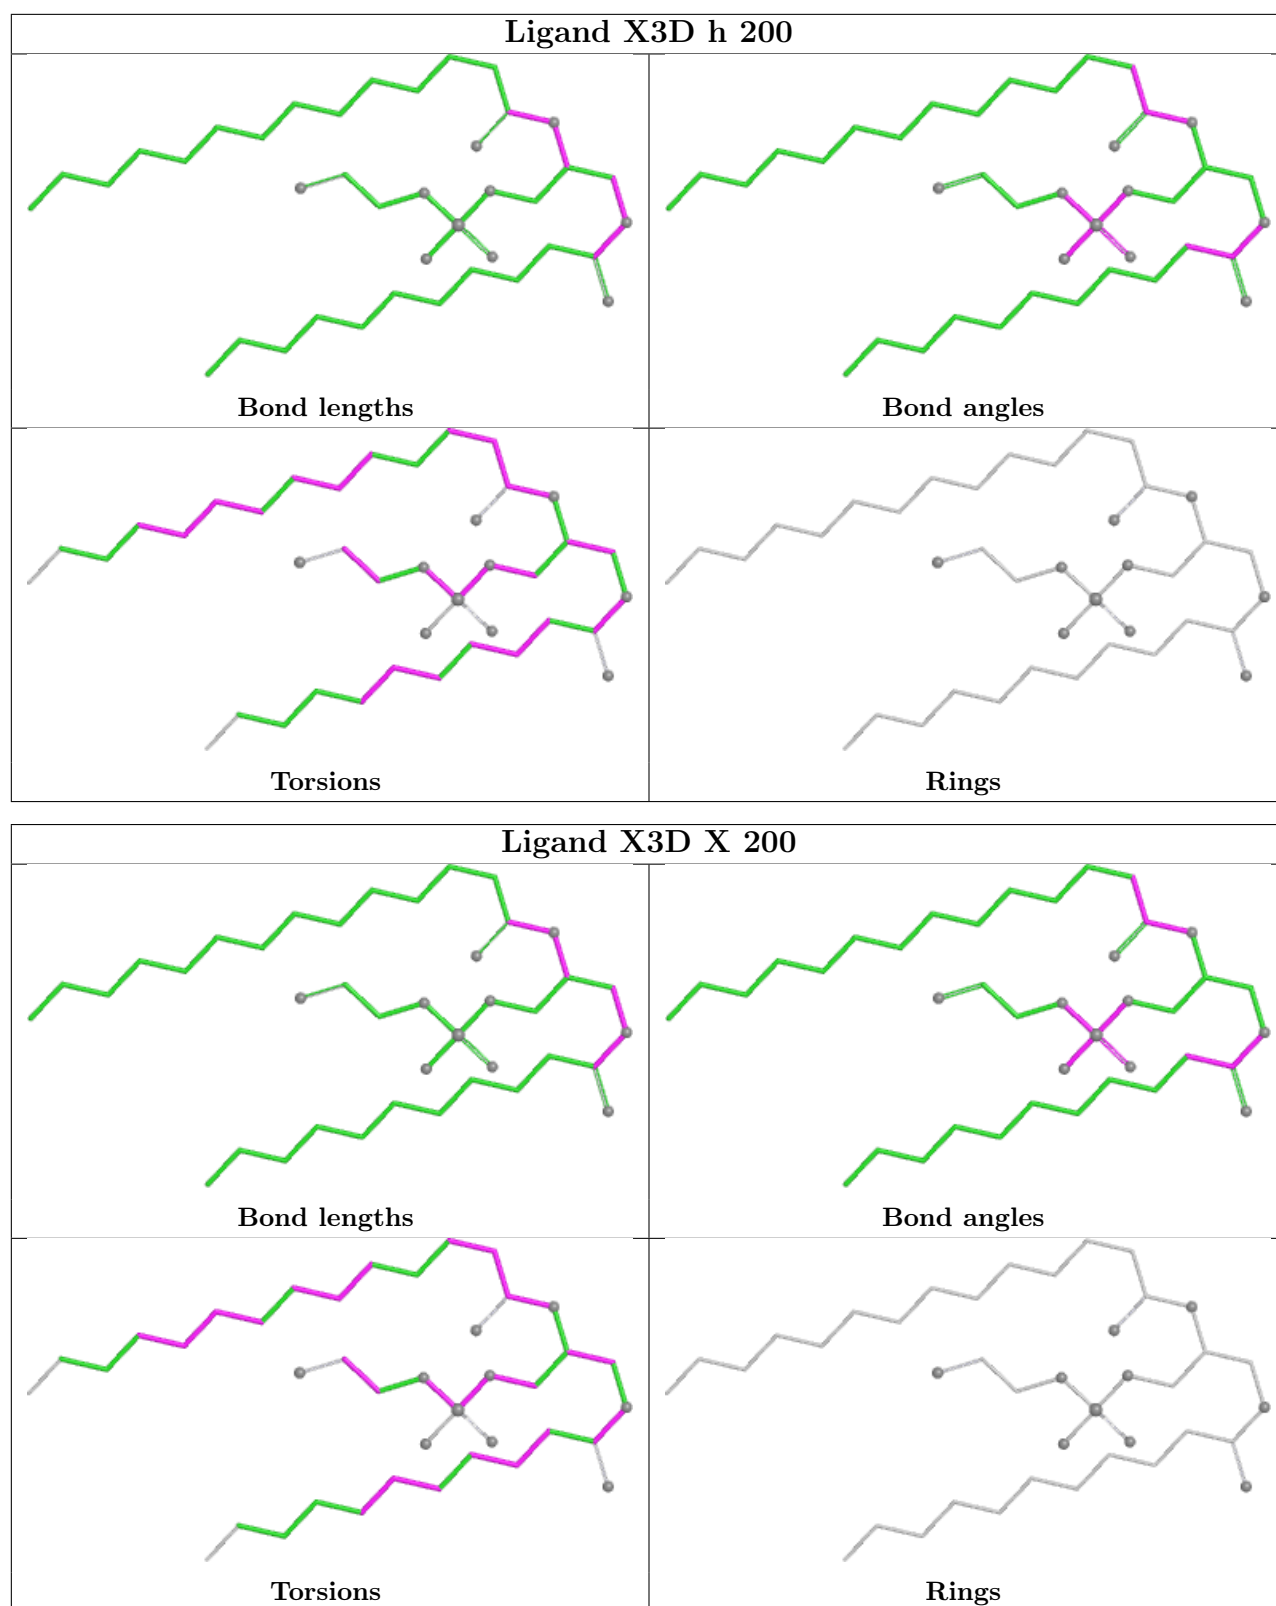 Ligand X3D h 200
Bond lengths
Bond angles
Torsions
Rings
Ligand X3D X 200
Bond lengths
Bond angles
Torsions
Rings